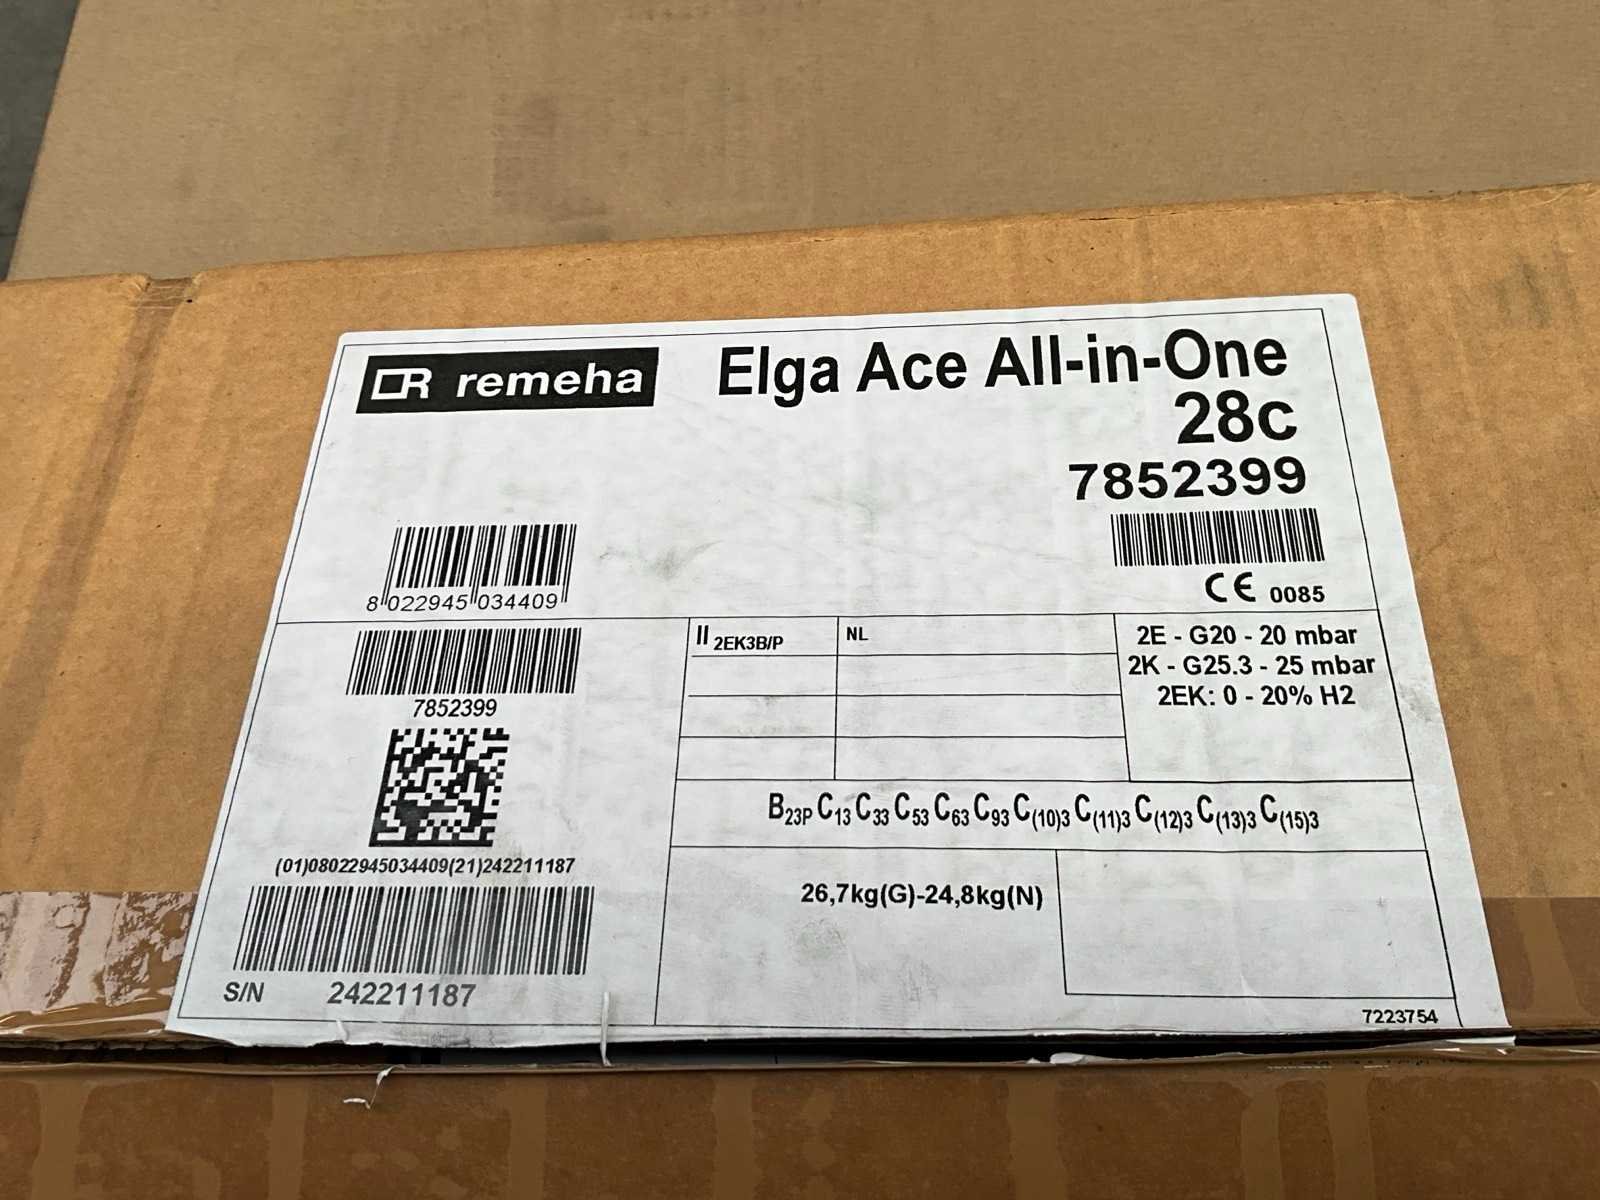 remeha
Elga Ace All-in-One
28c
7852399
8 022945 034409
CE 0085
7852399
(01)08022945034409(21)242211187
S/N 242211187
II 2EK3B/P
NL
2E - G20 - 20 mbar
2K - G25.3 - 25 mbar
2EK: 0 - 20% H2
B23P C13 C33 C53 C63 C93 C(10)3 C(11)3 C(12)3 C(13)3 C(15)3
26,7kg(G)-24,8kg(N)
7223754